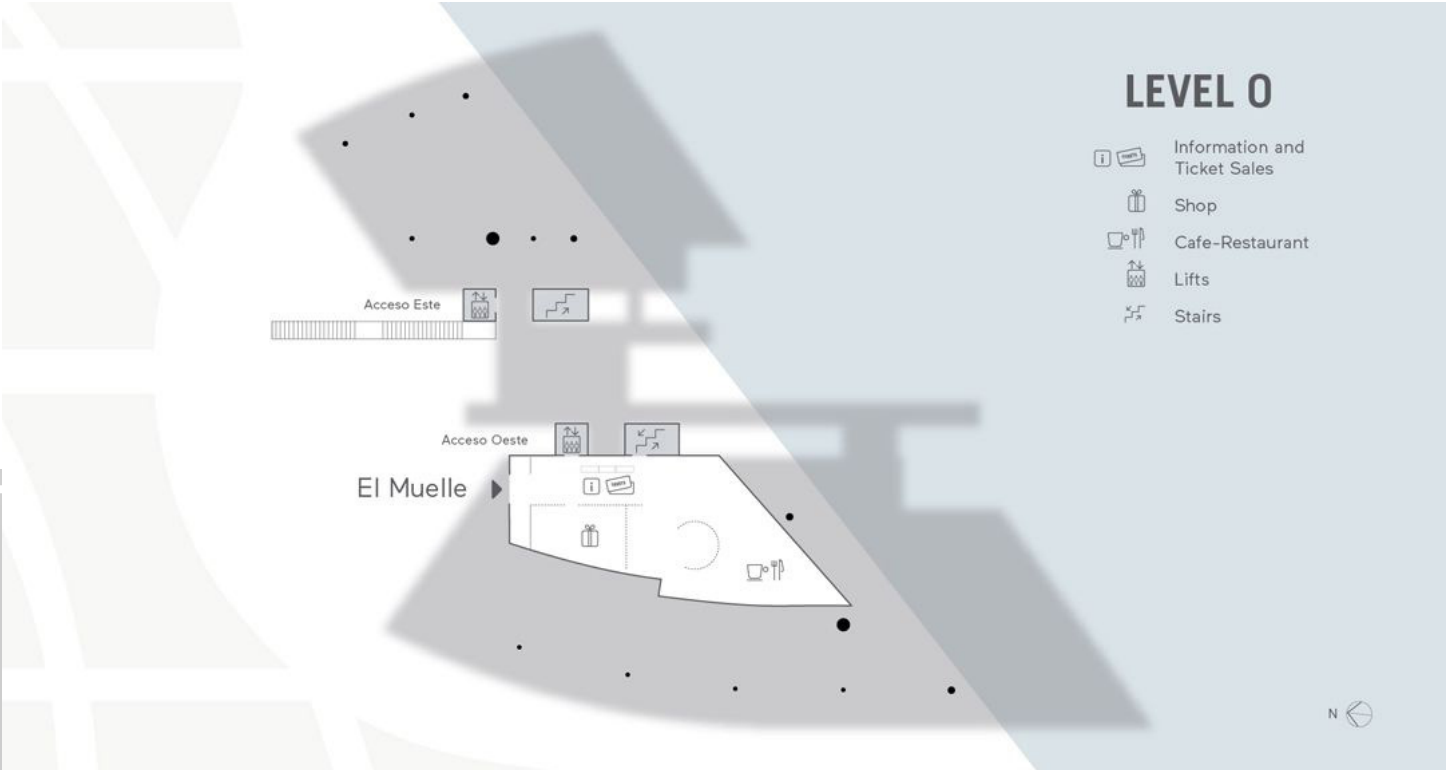 LEVEL 0
Information and
Ticket Sales
Shop
Cafe-Restaurant
Lifts
Stairs
Acceso Este
Acceso Oeste
El Muelle
N